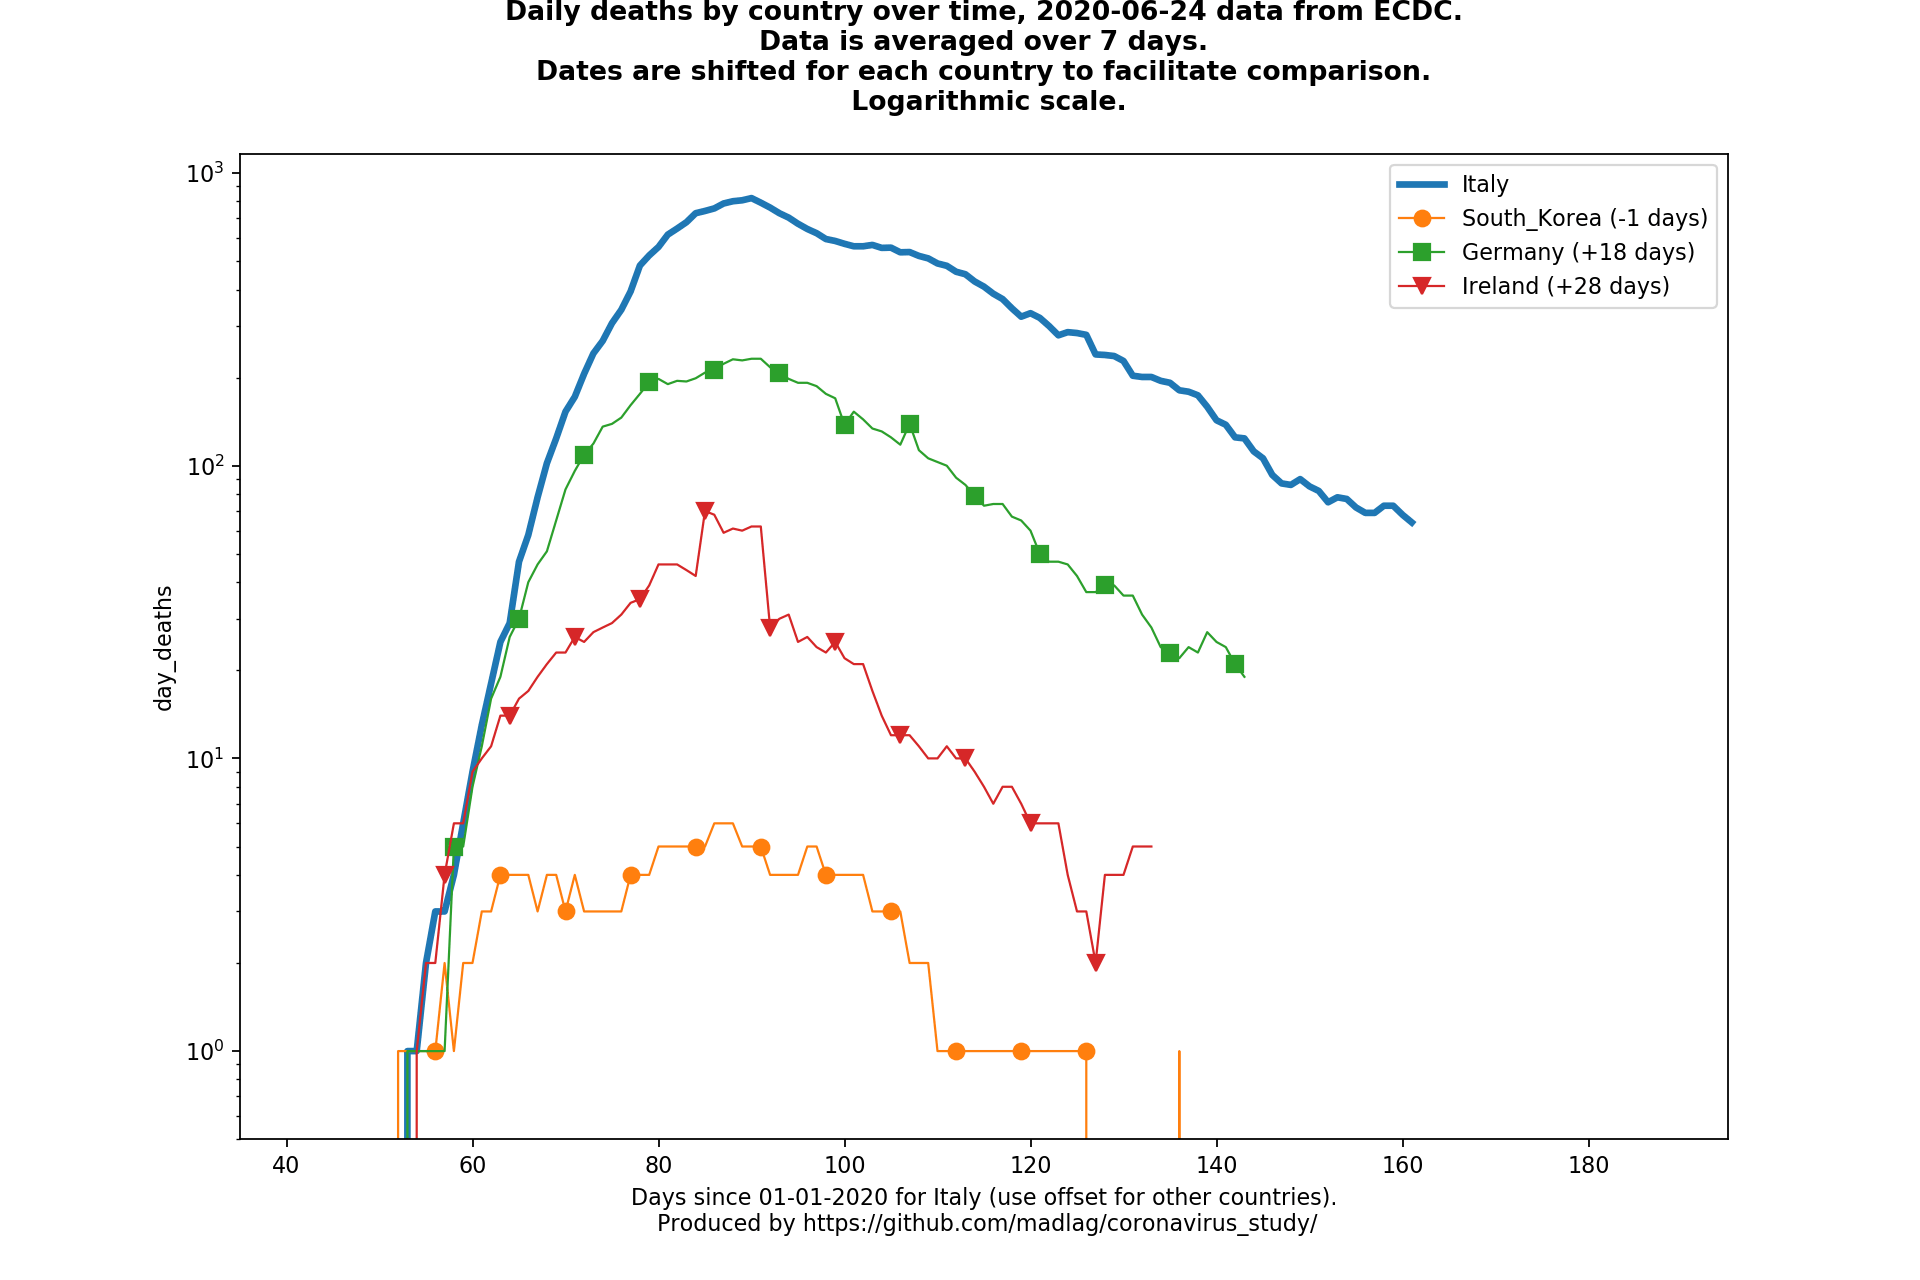 Daily deaths by country over time, 2020-06-24 data from ECDC.
Data is averaged over 7 days.
Dates are shifted for each country to facilitate comparison.
Logarithmic scale.
10³
10²
10¹
10⁰
day_deaths
Italy
South_Korea (-1 days)
Germany (+18 days)
Ireland (+28 days)
40 60 80 100 120 140 160 180
Days since 01-01-2020 for Italy (use offset for other countries).
Produced by https://github.com/madlag/coronavirus_study/